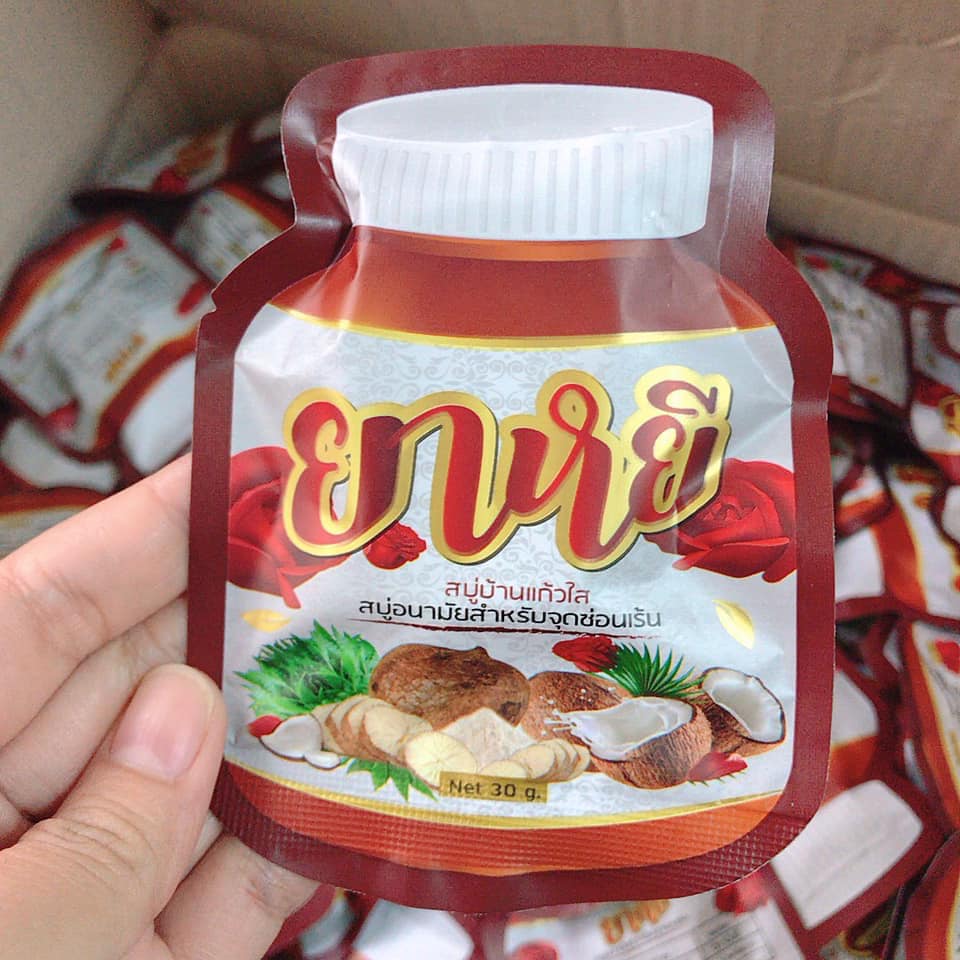 ยาหยี
สบู่บ้านแก้วใส
สบู่อนามัยสำหรับจุดซ่อนเร้น
Net 30 g.